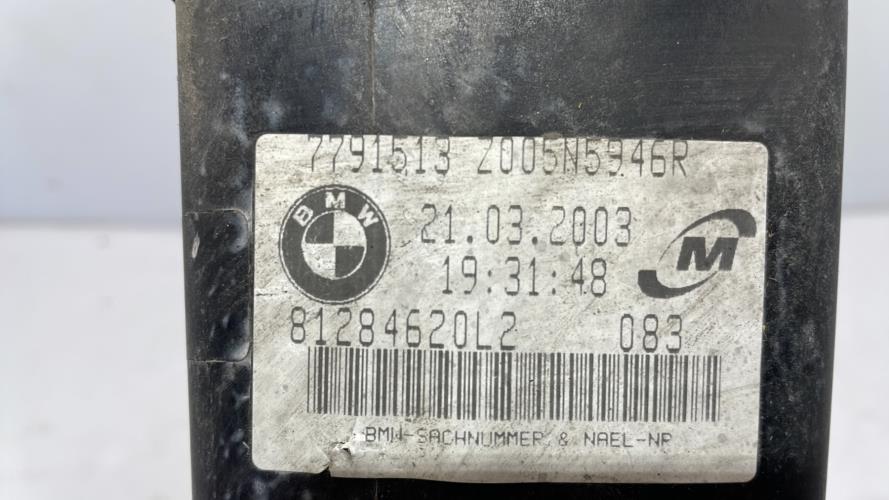 7791513 Z005N5946R
BMW
21.03.2003
M
19:31:48
81284620L2 083
BMW-SACHNUMMER & NAEL-NR